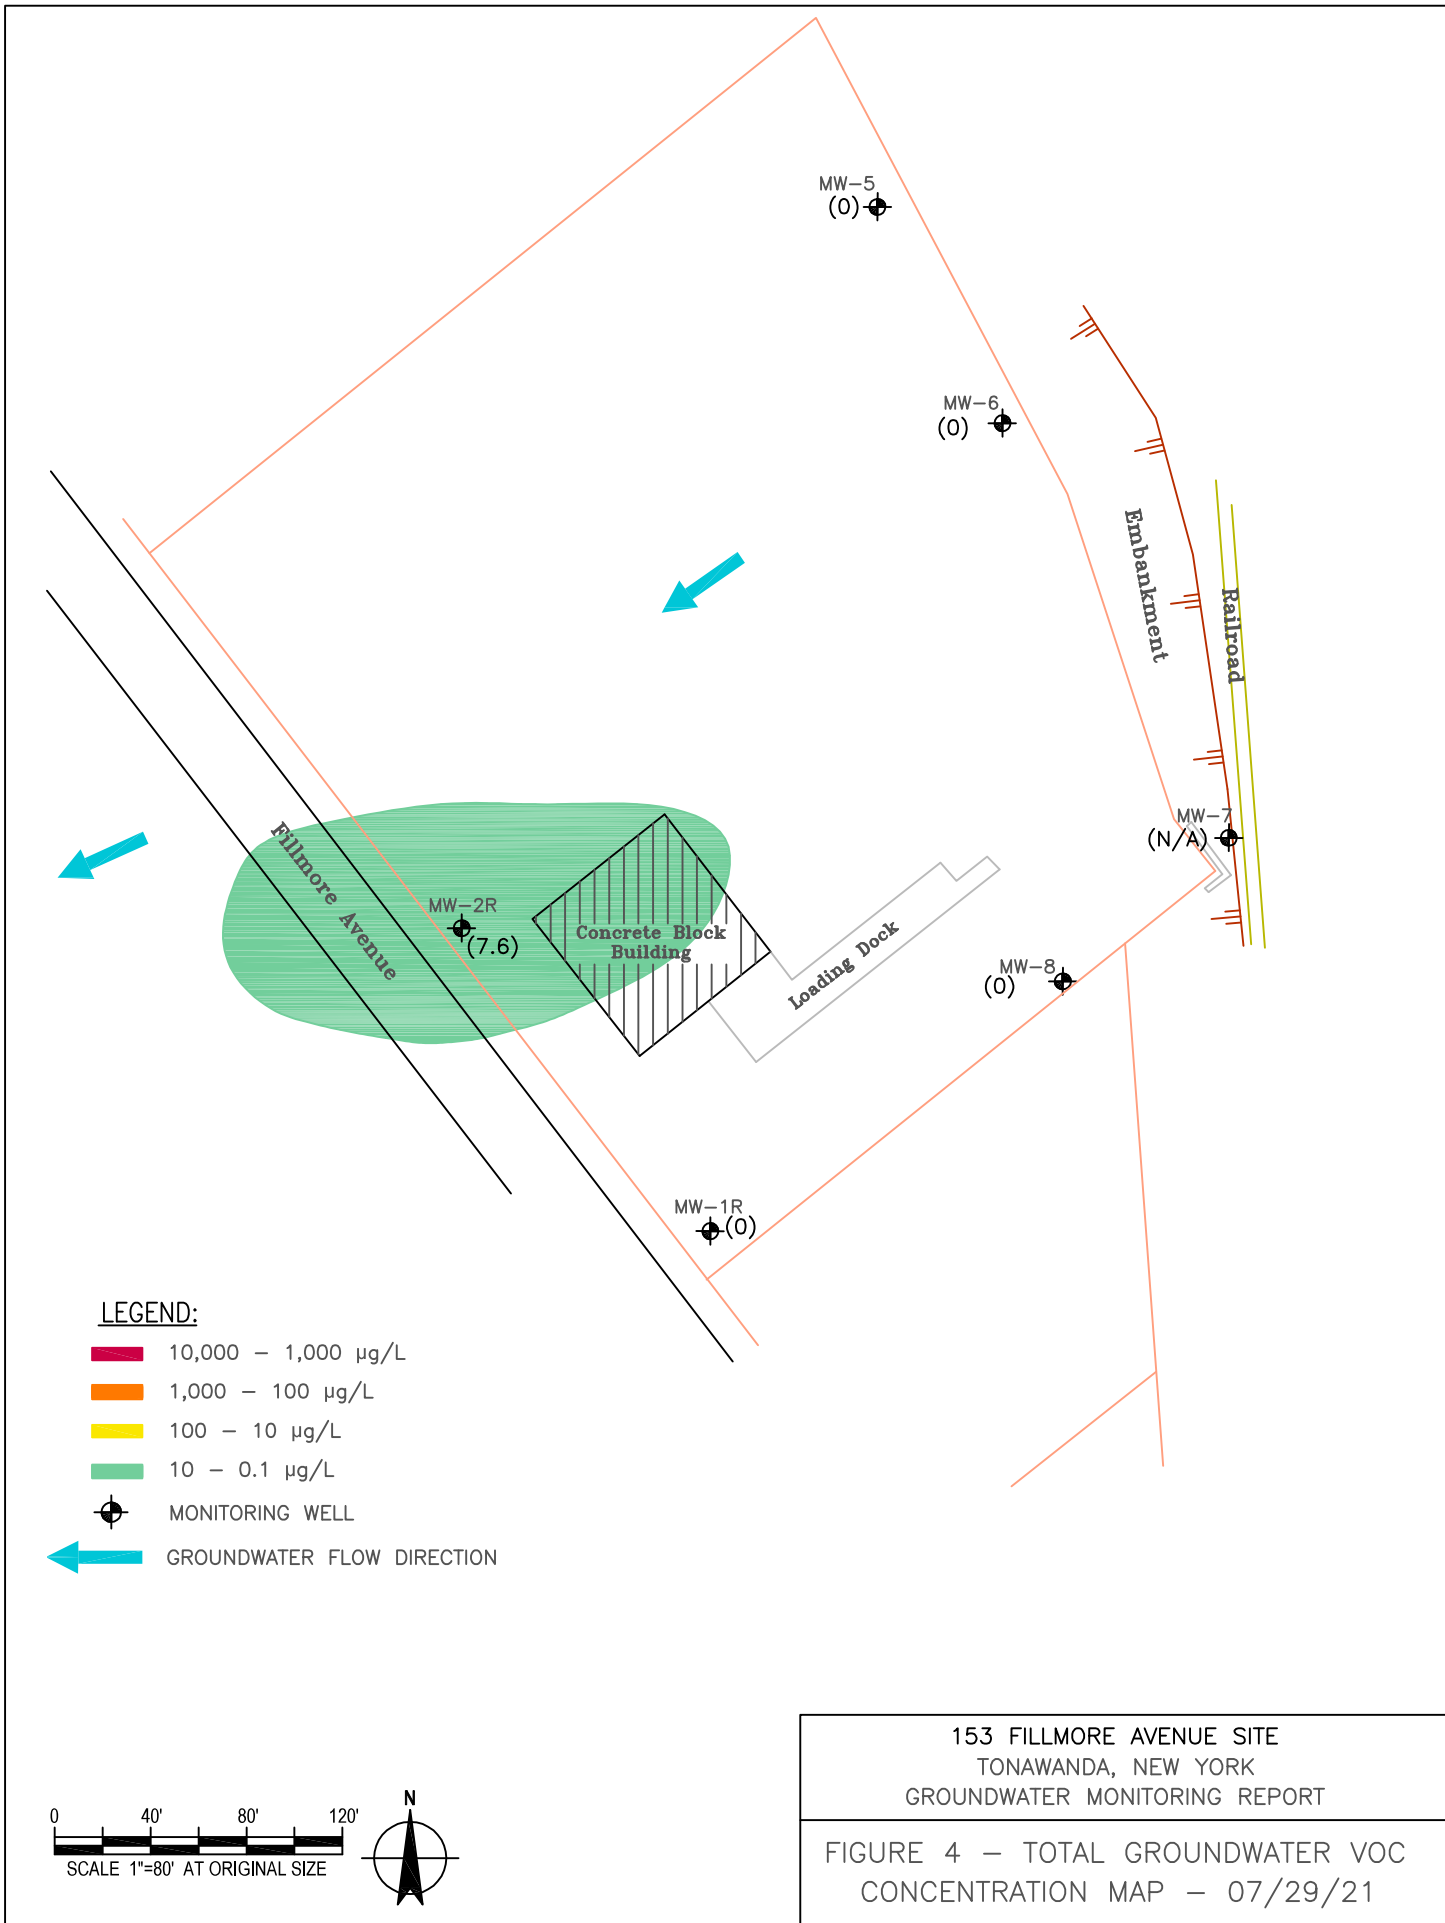 MW-5
(0)
MW-6
(0)
Embankment
Railroad
MW-7
(N/A)
Fillmore Avenue
MW-2R
(7.6)
Concrete Block
Building
Loading Dock
MW-8
(0)
MW-1R
(0)
LEGEND:
10,000 – 1,000 µg/L
1,000 – 100 µg/L
100 – 10 µg/L
10 – 0.1 µg/L
MONITORING WELL
GROUNDWATER FLOW DIRECTION
0 40' 80' 120'
SCALE 1"=80' AT ORIGINAL SIZE
N
153 FILLMORE AVENUE SITE
TONAWANDA, NEW YORK
GROUNDWATER MONITORING REPORT
FIGURE 4 – TOTAL GROUNDWATER VOC
CONCENTRATION MAP – 07/29/21